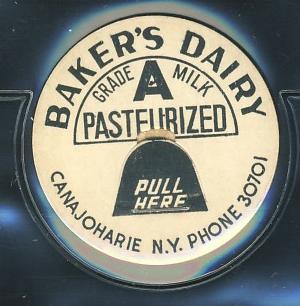 BAKER'S DAIRY
GRADE A MILK
PASTEURIZED
PULL
HERE
CANAJOHARIE N.Y. PHONE 30701